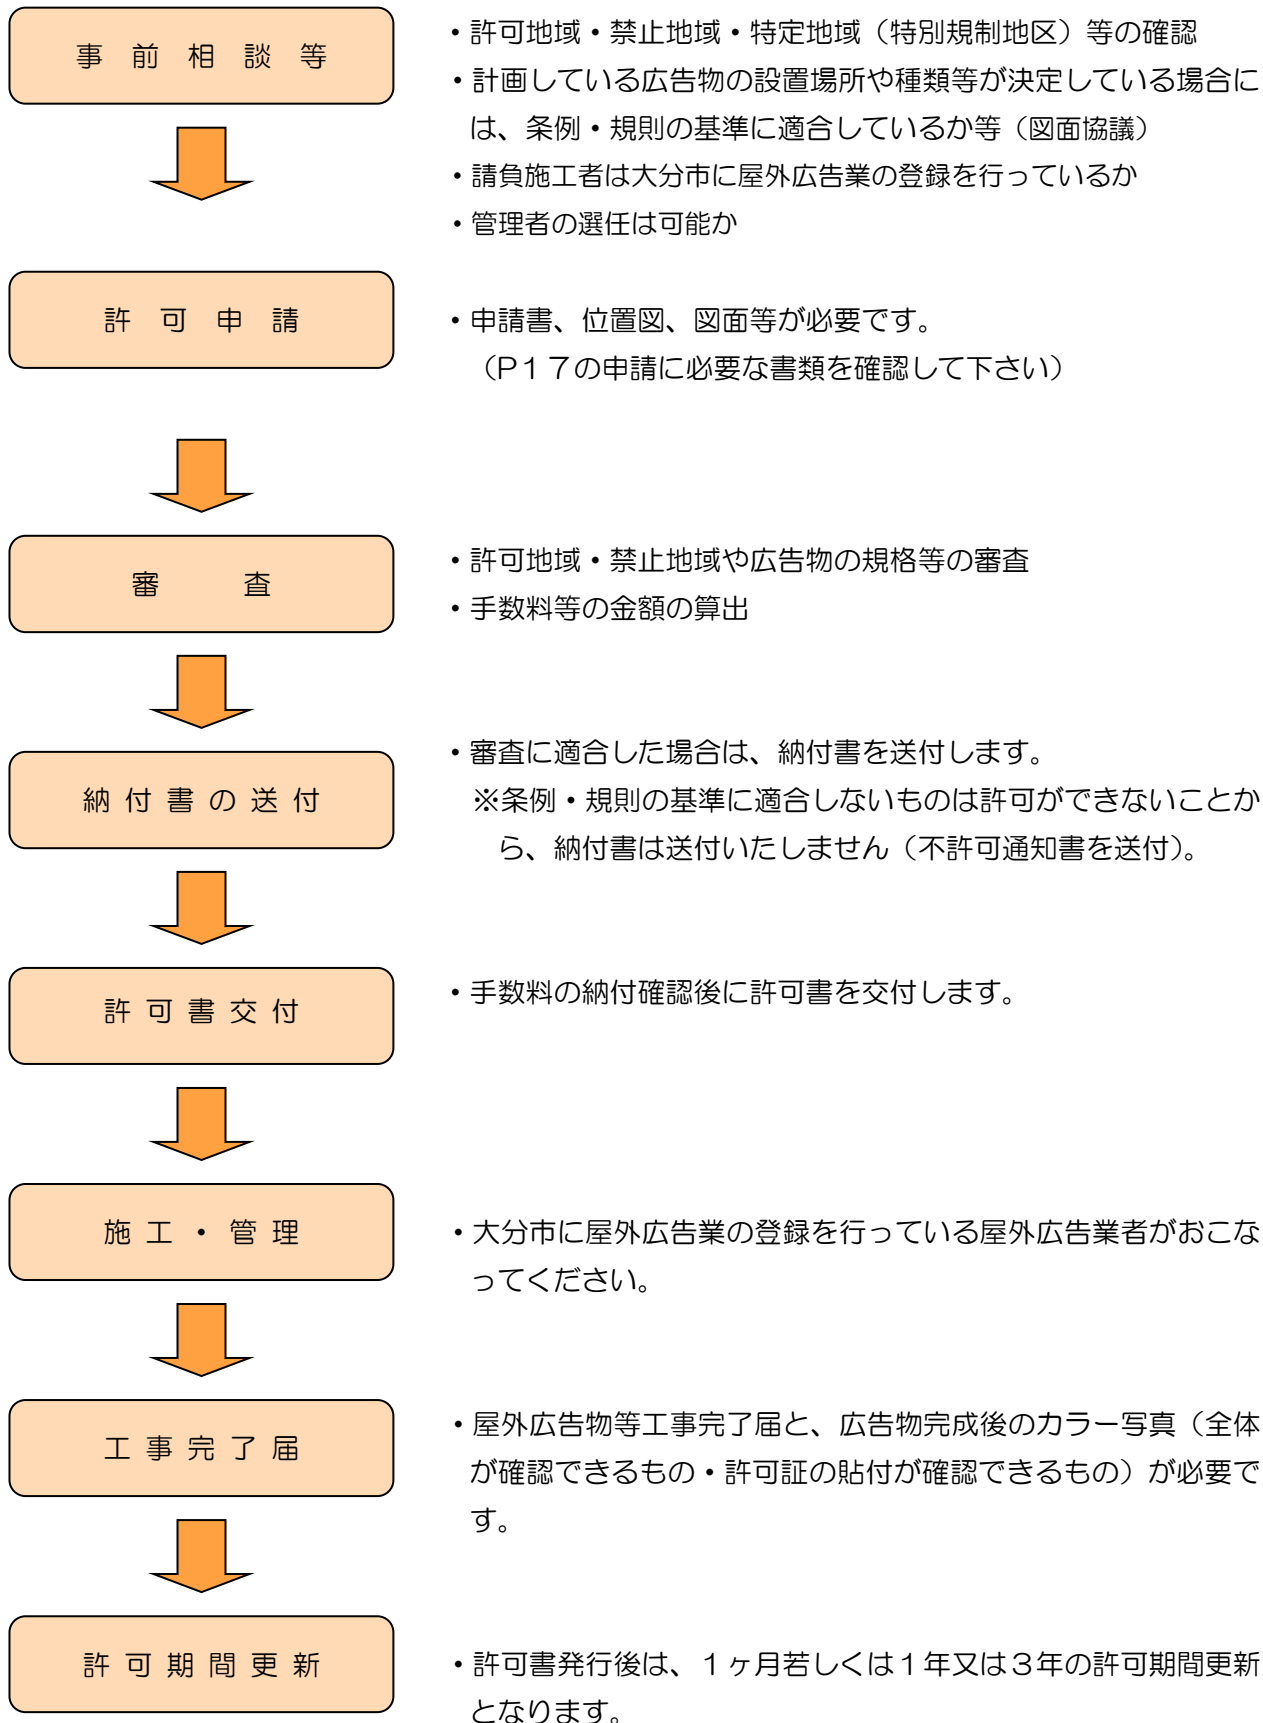 事前相談等
・許可地域・禁止地域・特定地域（特別規制地区）等の確認
・計画している広告物の設置場所や種類等が決定している場合に
は、条例・規則の基準に適合しているか等（図面協議）
・請負施工者は大分市に屋外広告業の登録を行っているか
・管理者の選任は可能か
許可申請
・申請書、位置図、図面等が必要です。
（P１７の申請に必要な書類を確認して下さい）
審査
・許可地域・禁止地域や広告物の規格等の審査
・手数料等の金額の算出
納付書の送付
・審査に適合した場合は、納付書を送付します。
※条例・規則の基準に適合しないものは許可ができないことか
ら、納付書は送付いたしません（不許可通知書を送付）。
許可書交付
・手数料の納付確認後に許可書を交付します。
施工・管理
・大分市に屋外広告業の登録を行っている屋外広告業者がおこな
ってください。
工事完了届
・屋外広告物等工事完了届と、広告物完成後のカラー写真（全体
が確認できるもの・許可証の貼付が確認できるもの）が必要で
す。
許可期間更新
・許可書発行後は、１ヶ月若しくは１年又は３年の許可期間更新
となります。